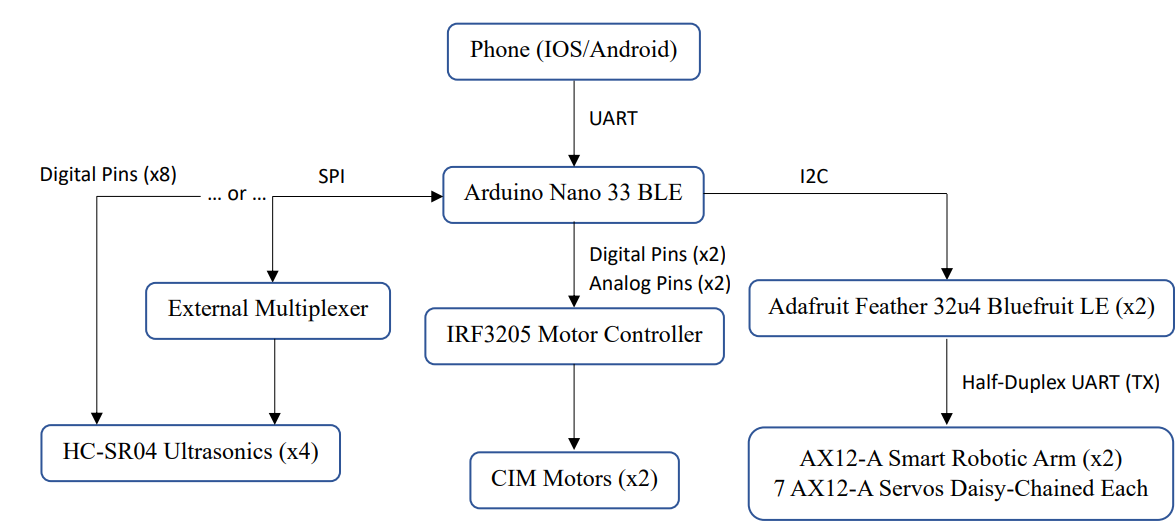 Phone (IOS/Android)
UART
Digital Pins (x8)
... or ...
SPI
Arduino Nano 33 BLE
I2C
Digital Pins (x2)
Analog Pins (x2)
External Multiplexer
IRF3205 Motor Controller
Adafruit Feather 32u4 Bluefruit LE (x2)
Half-Duplex UART (TX)
HC-SR04 Ultrasonics (x4)
CIM Motors (x2)
AX12-A Smart Robotic Arm (x2)
7 AX12-A Servos Daisy-Chained Each